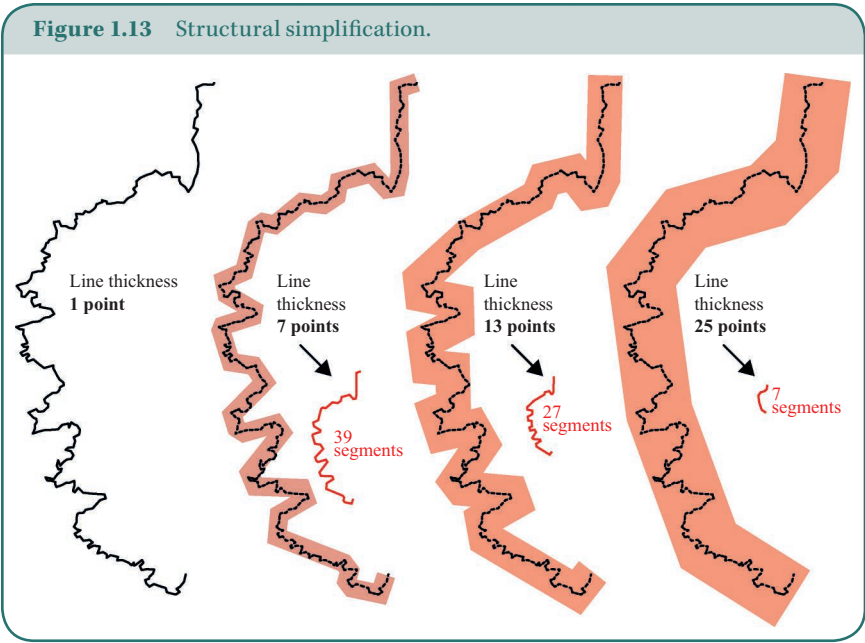 Figure 1.13 Structural simplification.
Line thickness
1 point
Line
thickness
7 points
39
segments
Line
thickness
13 points
27
segments
Line
thickness
25 points
7
segments